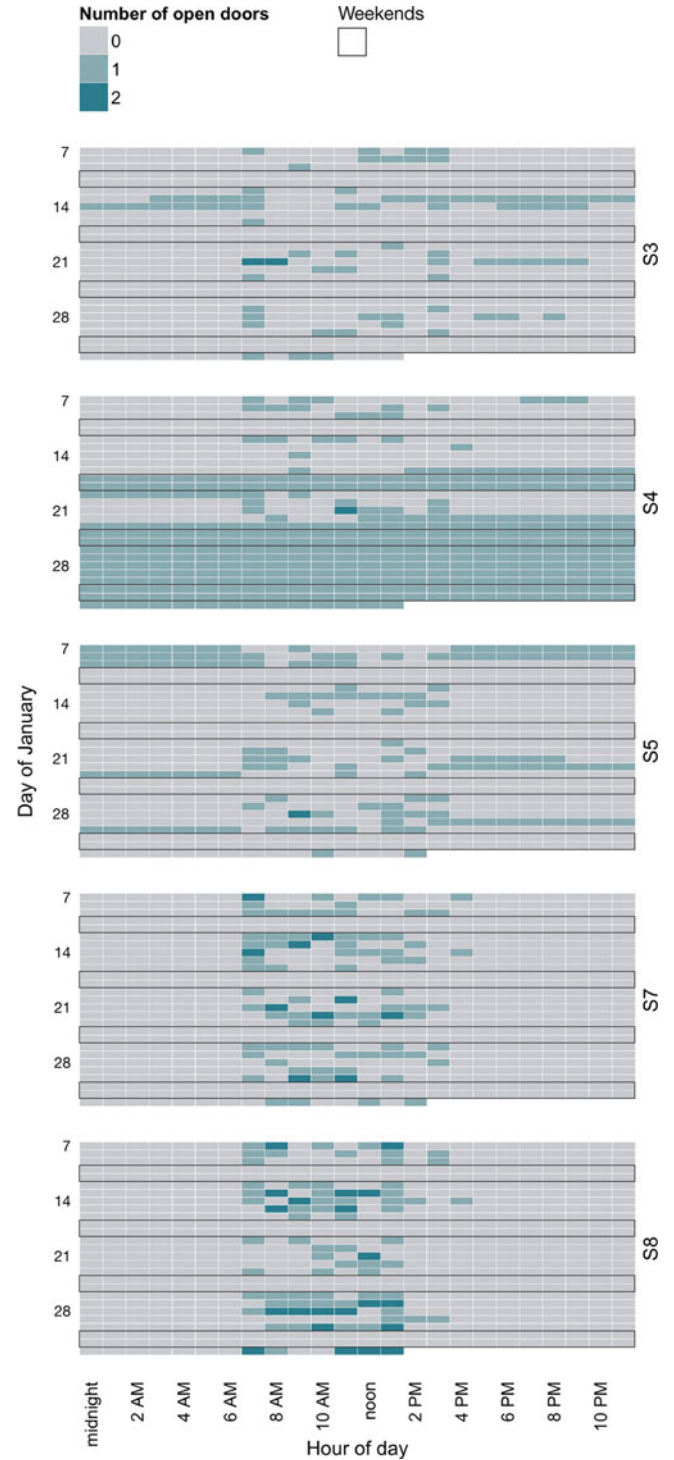 Number of open doors
0
1
2
Weekends
7
14
21
28
S3
7
14
21
28
S4
Day of January
7
14
21
28
S5
7
14
21
28
S7
7
14
21
28
S8
midnight
2 AM
4 AM
6 AM
8 AM
10 AM
noon
2 PM
4 PM
6 PM
8 PM
10 PM
Hour of day